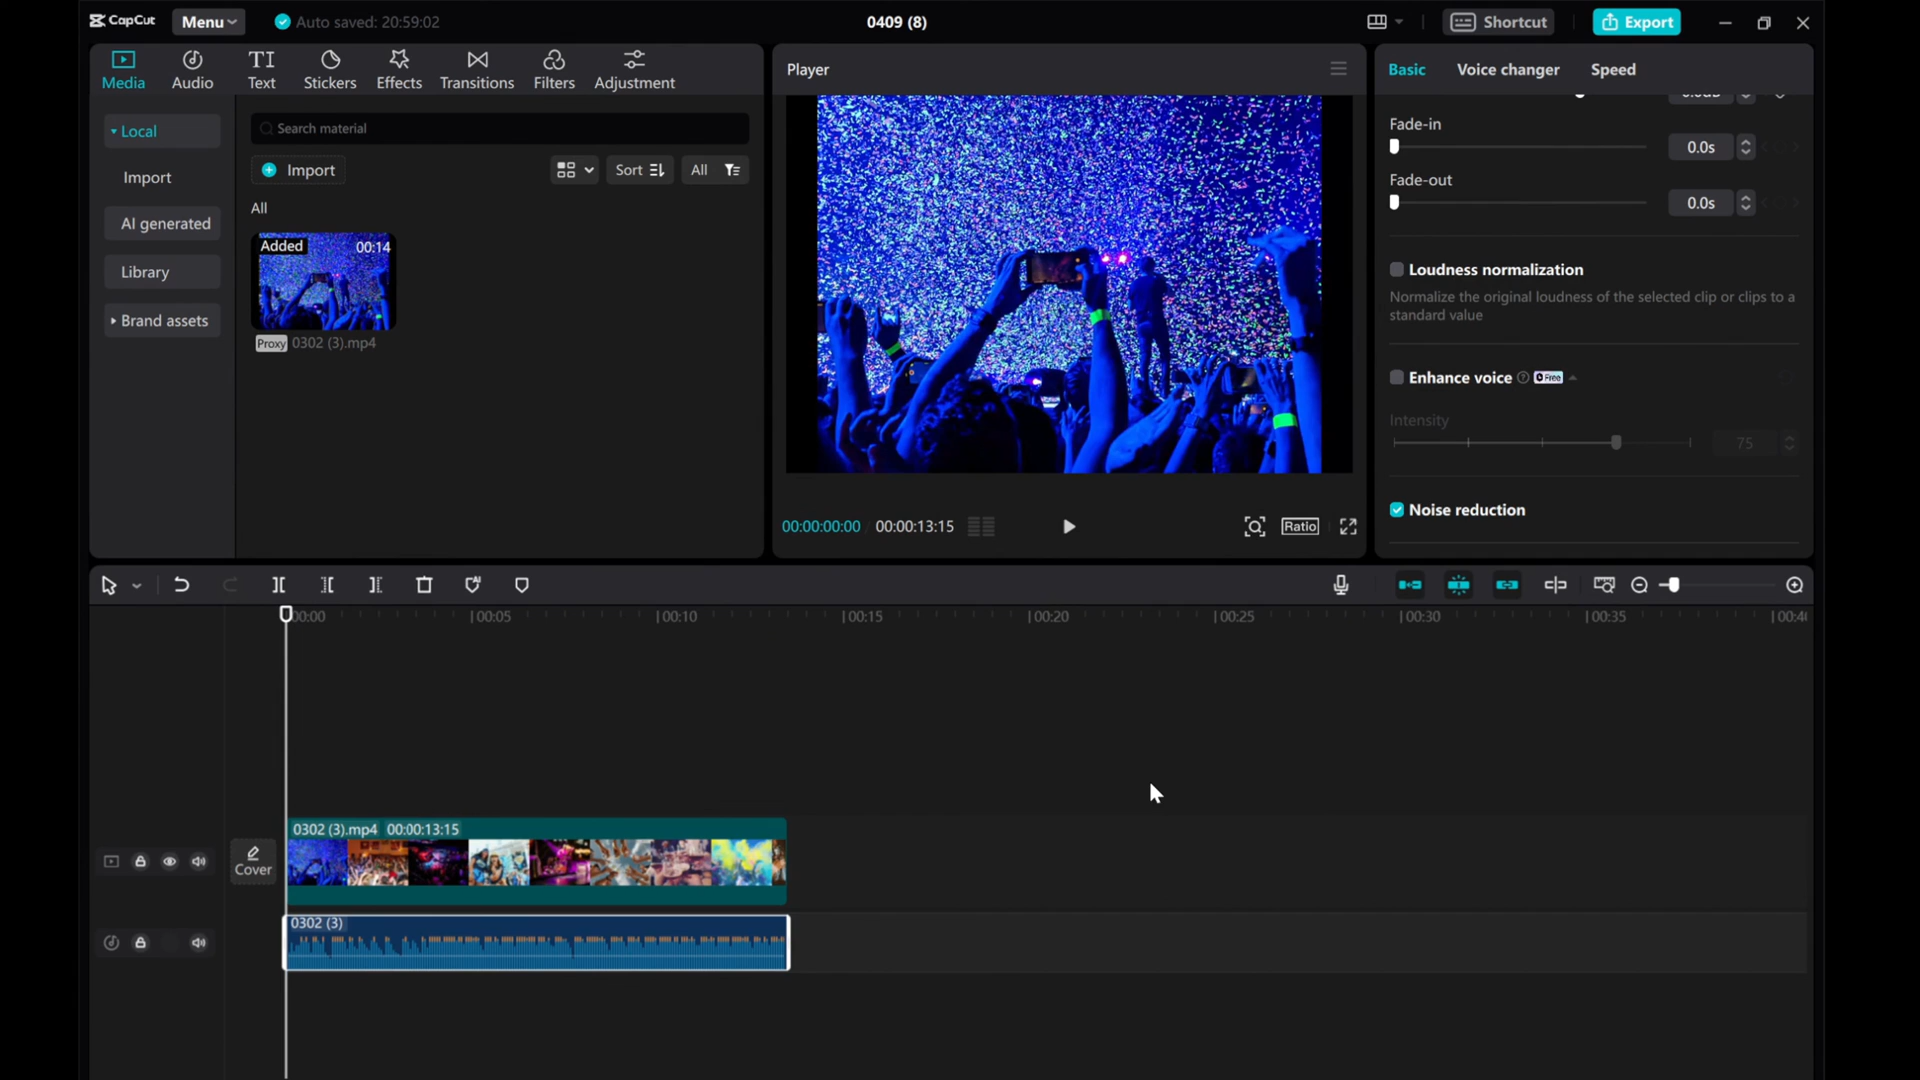 CapCut
Menu
Auto saved: 20:59:02
0409 (8)
Shortcut
Export
Media
Audio
TI
Text
Stickers
Effects
Transitions
Filters
Adjustment
Player
Basic
Voice changer
Speed
Local
Import
AI generated
Library
Brand assets
Search material
Import
Sort
All
All
Added
00:14
Proxy
0302 (3).mp4
Fade-in
0.0s
Fade-out
0.0s
Loudness normalization
Normalize the original loudness of the selected clip or clips to a
standard value
Enhance voice
Free
Intensity
75
Noise reduction
00:00:00:00
00:00:13:15
Ratio
00:00
00:05
00:10
00:15
00:20
00:25
00:30
00:35
Cover
0302 (3).mp4 00:00:13:15
0302 (3)